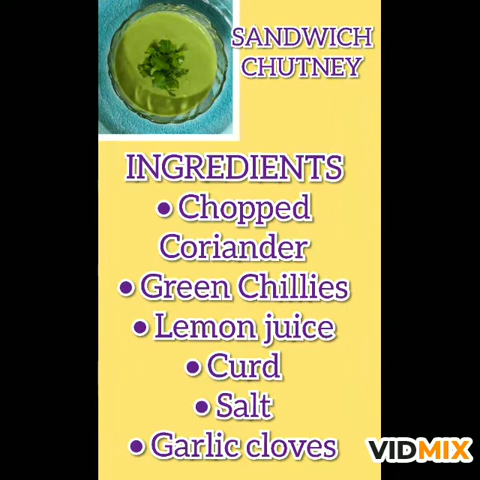 SANDWICH
CHUTNEY
INGREDIENTS
● Chopped
Coriander
● Green Chillies
● Lemon juice
● Curd
● Salt
● Garlic cloves
VIDMIX